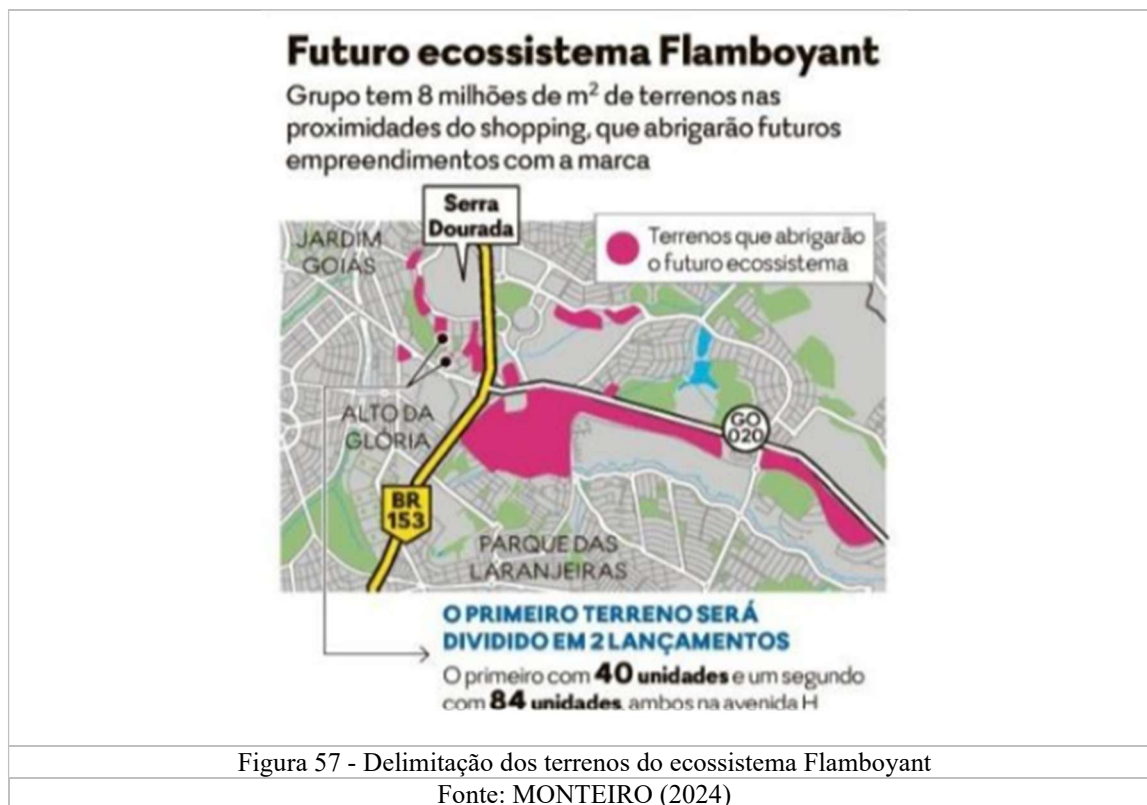 Futuro ecossistema Flamboyant
Grupo tem 8 milhões de m² de terrenos nas
proximidades do shopping, que abrigarão futuros
empreendimentos com a marca
Serra
Dourada
JARDIM
GOIÁS
Terrenos que abrigarão
o futuro ecossistema
ALTO DA
GLÓRIA
GO
020
BR
153
PARQUE DAS
LARANJEIRAS
O PRIMEIRO TERRENO SERÁ
DIVIDIDO EM 2 LANÇAMENTOS
O primeiro com 40 unidades e um segundo
com 84 unidades, ambos na avenida H
Figura 57 - Delimitação dos terrenos do ecossistema Flamboyant
Fonte: MONTEIRO (2024)